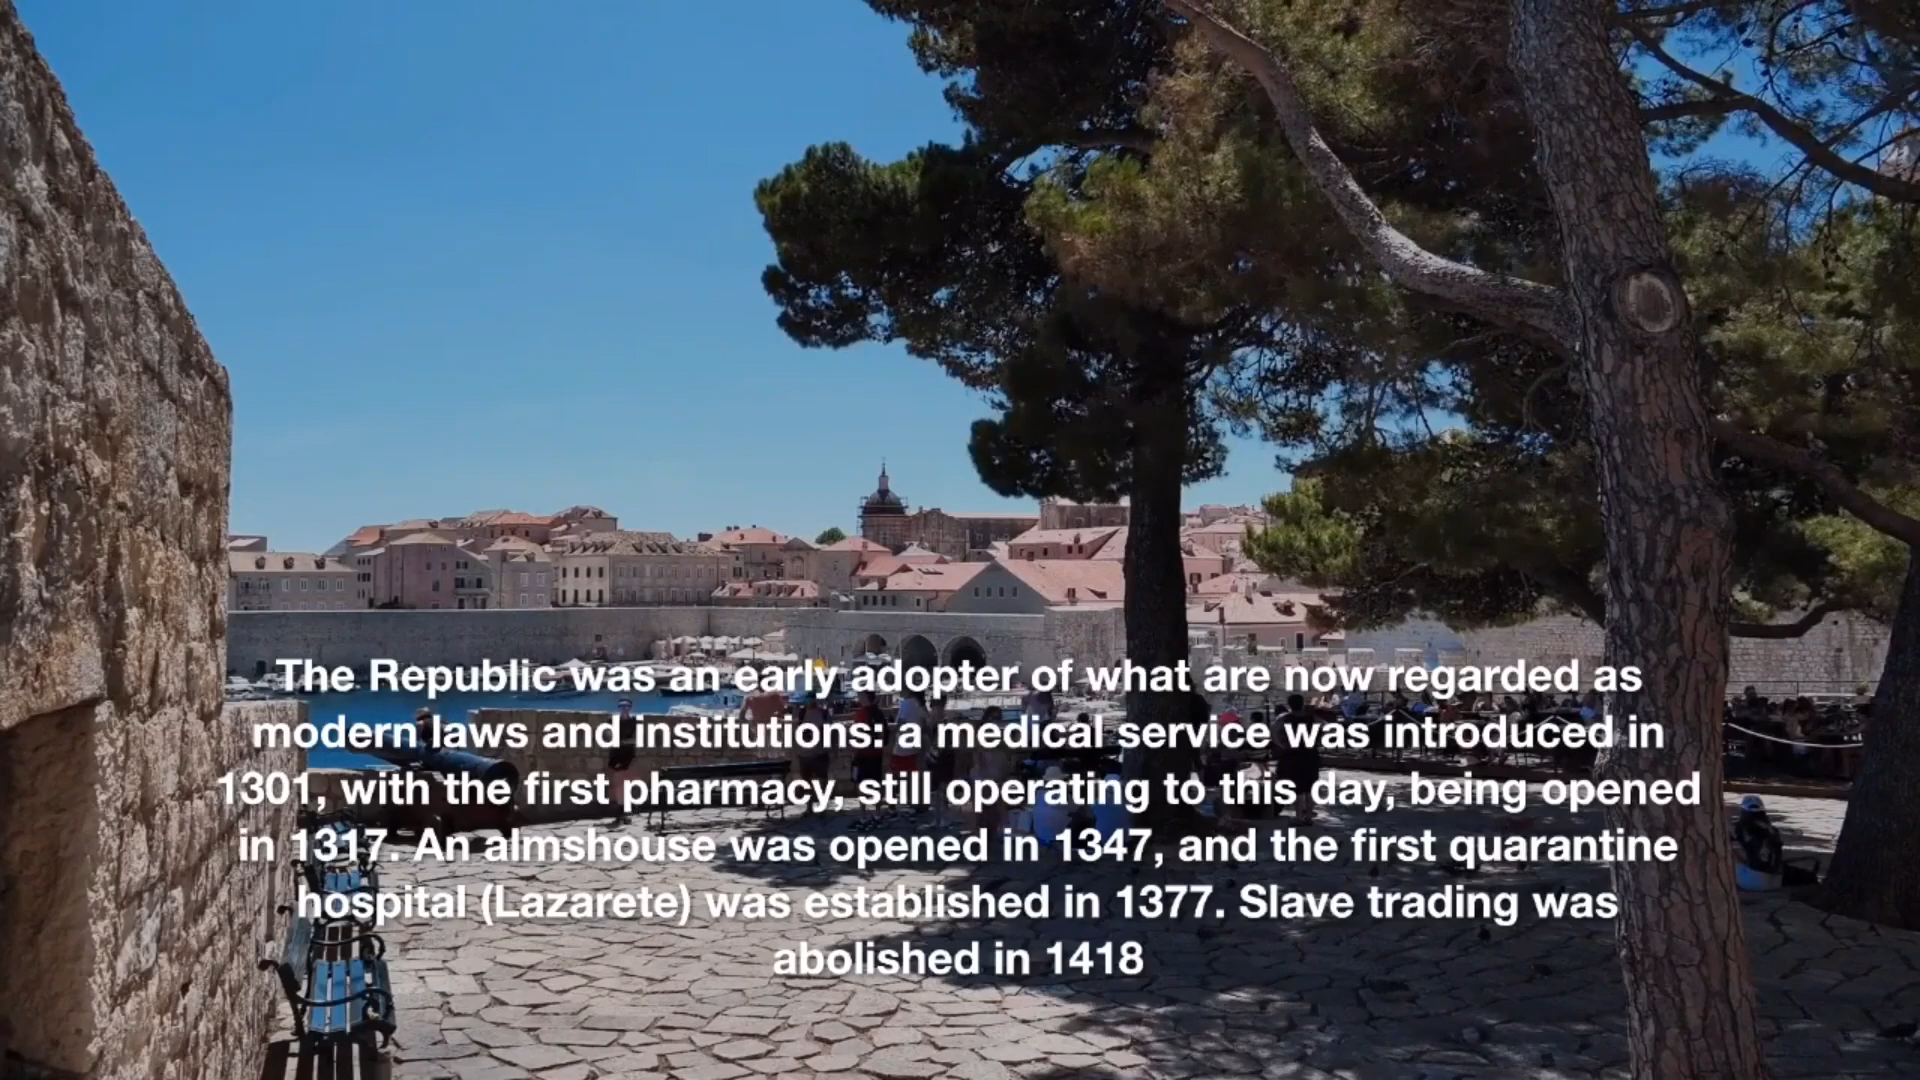 The Republic was an early adopter of what are now regarded as
modern laws and institutions: a medical service was introduced in
1301, with the first pharmacy, still operating to this day, being opened
in 1317. An almshouse was opened in 1347, and the first quarantine
hospital (Lazarete) was established in 1377. Slave trading was
abolished in 1418